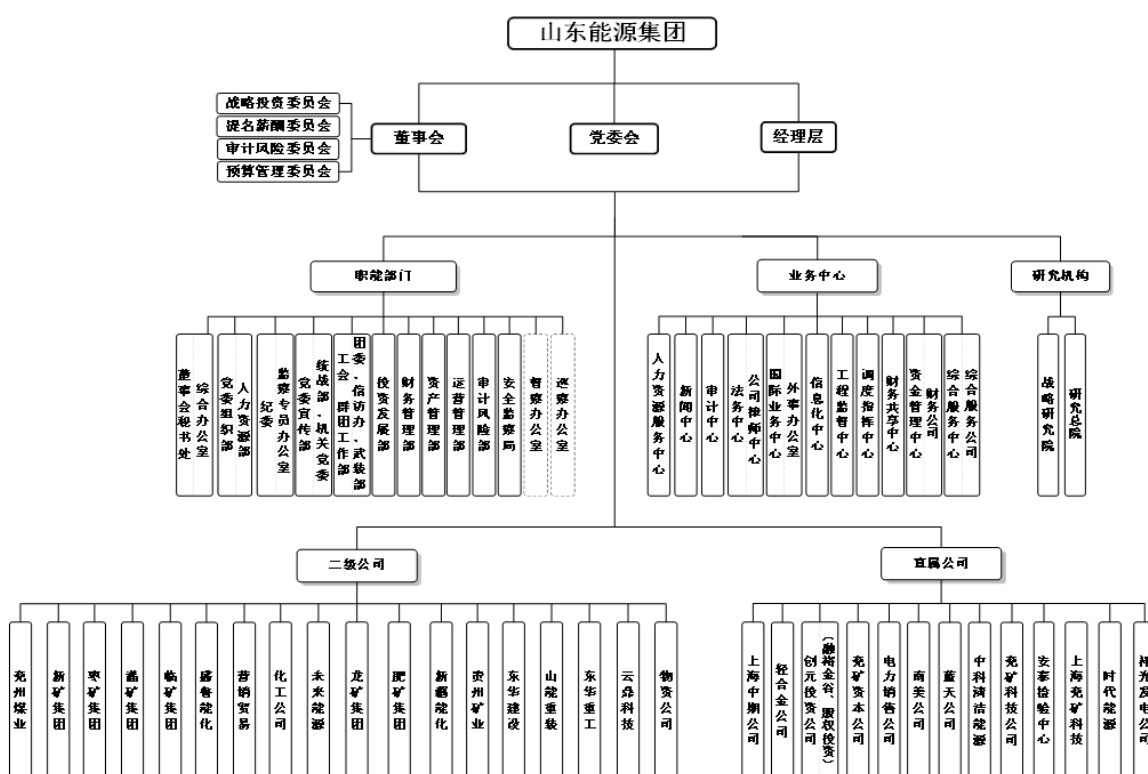 山东能源集团
战略投资委员会
提名薪酬委员会
审计风险委员会
预算管理委员会
董事会
党委会
经理层
职能部门
业务中心
研究机构
董事会秘书处
综合办公室
党委组织部
人力资源部
纪委
监察专员办公室
党委宣传部
统战部、机关党委
工会 群团工作部
团委、信访办、武装部
投资发展部
财务管理部
资产管理部
运营管理部
审计风险部
安全监察局
督察办公室
巡察办公室
人力资源服务中心
新闻中心
审计中心
法务中心
公司律师中心
国际业务中心
外事办公室
信息化中心
工程监督中心
调度指挥中心
财务共享中心
资金管理中心
财务公司
综合服务中心
综合服务公司
战略研究院
研究总院
二级公司
直属公司
兖州煤业
新矿集团
枣矿集团
淄矿集团
临矿集团
盛鲁能化
营销贸易
化工公司
未来能源
龙矿集团
肥矿集团
新疆能化
贵州矿业
东华建设
山能重装
东华重工
云鼎科技
物资公司
上海中期公司
轻合金公司
创元投资公司
（融裕金谷、股权投资）
兖矿资本公司
电力销售公司
南美公司
蓝天公司
中科清洁能源
兖矿科技公司
安泰检验中心
上海兖矿科技
时代能源
祥光发电公司